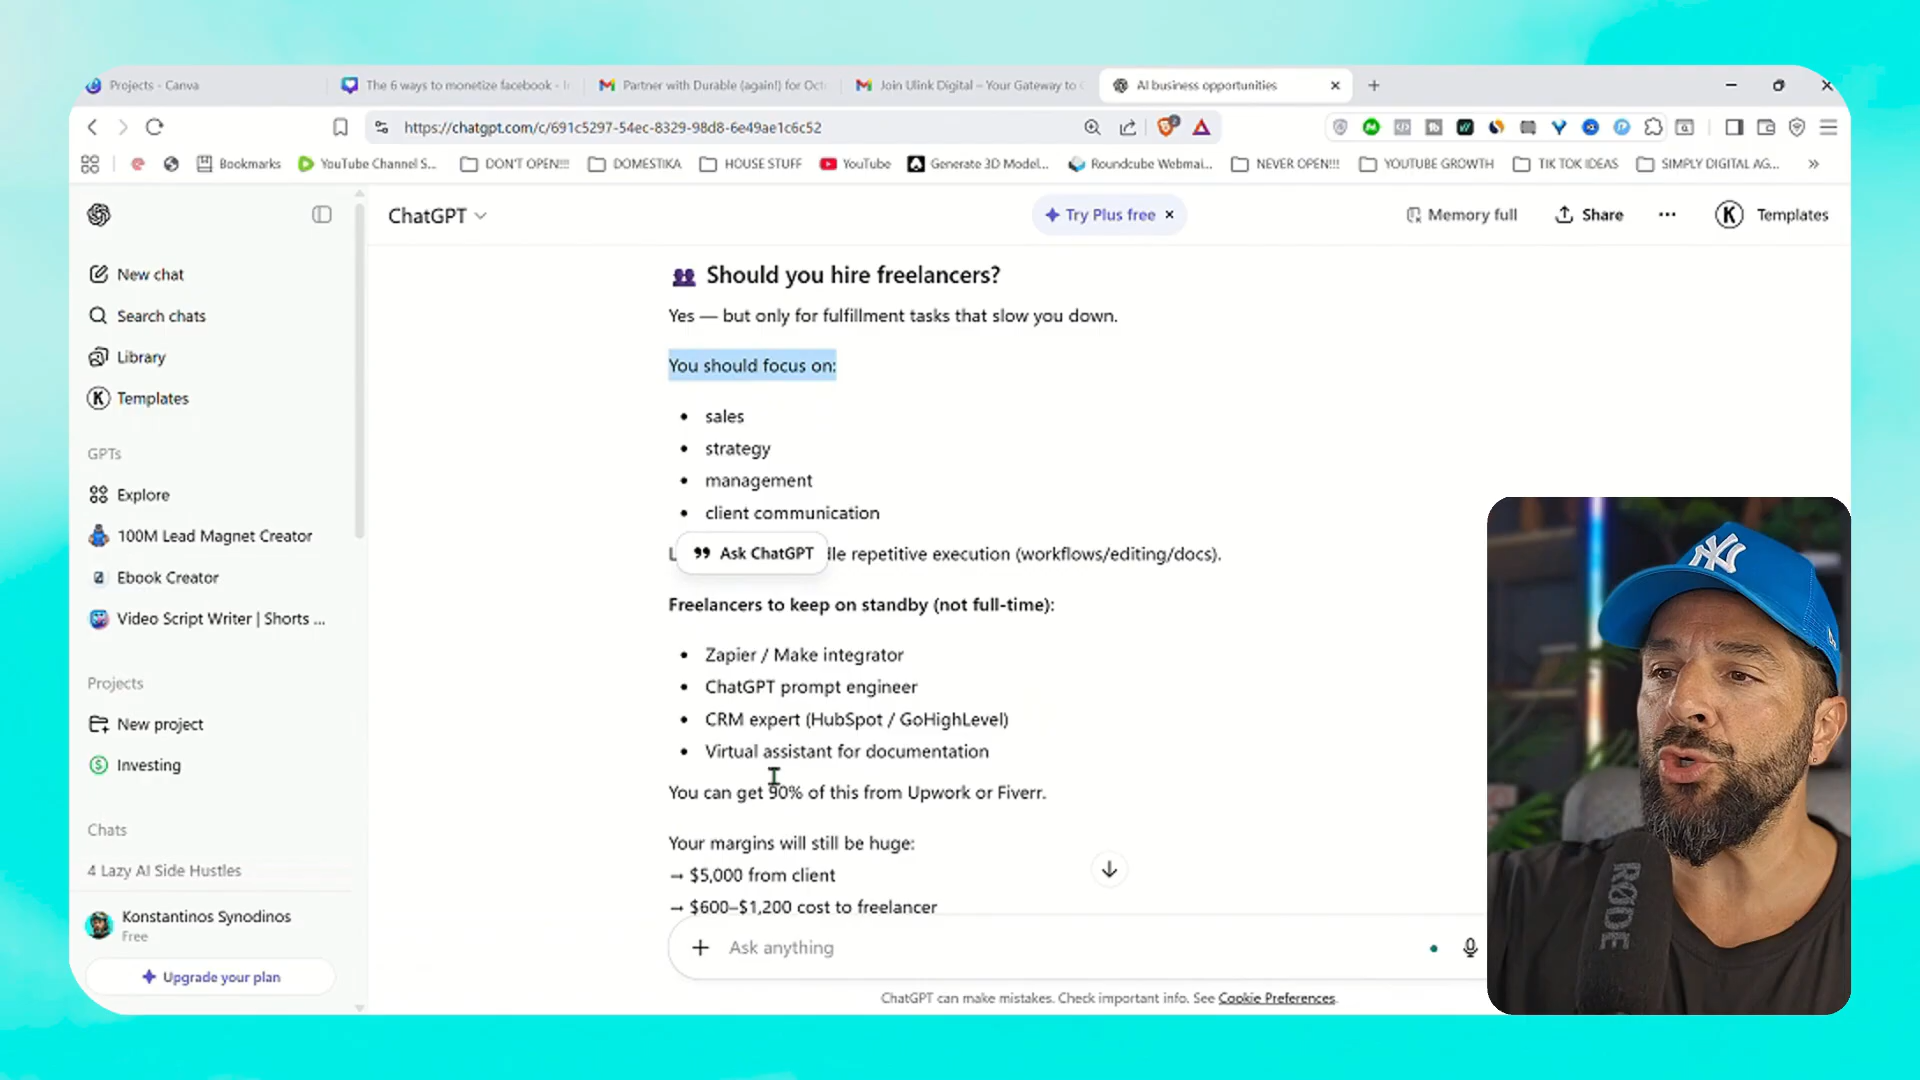 Projects - Canva
The 6 ways to monetize facebook - I
Partner with Durable (again!) for Oct
Join Ulink Digital – Your Gateway to
AI business opportunities
https://chatgpt.com/c/691c5297-54ec-8329-98d8-6e49ae1c6c52
Bookmarks
YouTube Channel S...
DON'T OPEN!!!
DOMESTIKA
HOUSE STUFF
YouTube
Generate 3D Model...
Roundcube Webmai...
NEVER OPEN!!!
YOUTUBE GROWTH
TIK TOK IDEAS
SIMPLY DIGITAL AG...
ChatGPT
Try Plus free
Memory full
Share
K
Templates
New chat
Search chats
Library
K
Templates
GPTs
Explore
100M Lead Magnet Creator
Ebook Creator
Video Script Writer | Shorts ...
Projects
New project
Investing
Chats
4 Lazy AI Side Hustles
Konstantinos Synodinos
Free
Upgrade your plan
Should you hire freelancers?
Yes — but only for fulfillment tasks that slow you down.
You should focus on:
• sales
• strategy
• management
• client communication
Ask ChatGPT
repetitive execution (workflows/editing/docs).
Freelancers to keep on standby (not full-time):
• Zapier / Make integrator
• ChatGPT prompt engineer
• CRM expert (HubSpot / GoHighLevel)
• Virtual assistant for documentation
You can get 90% of this from Upwork or Fiverr.
Your margins will still be huge:
→ $5,000 from client
→ $600–$1,200 cost to freelancer
Ask anything
ChatGPT can make mistakes. Check important info. See Cookie Preferences.
NY
RØDE